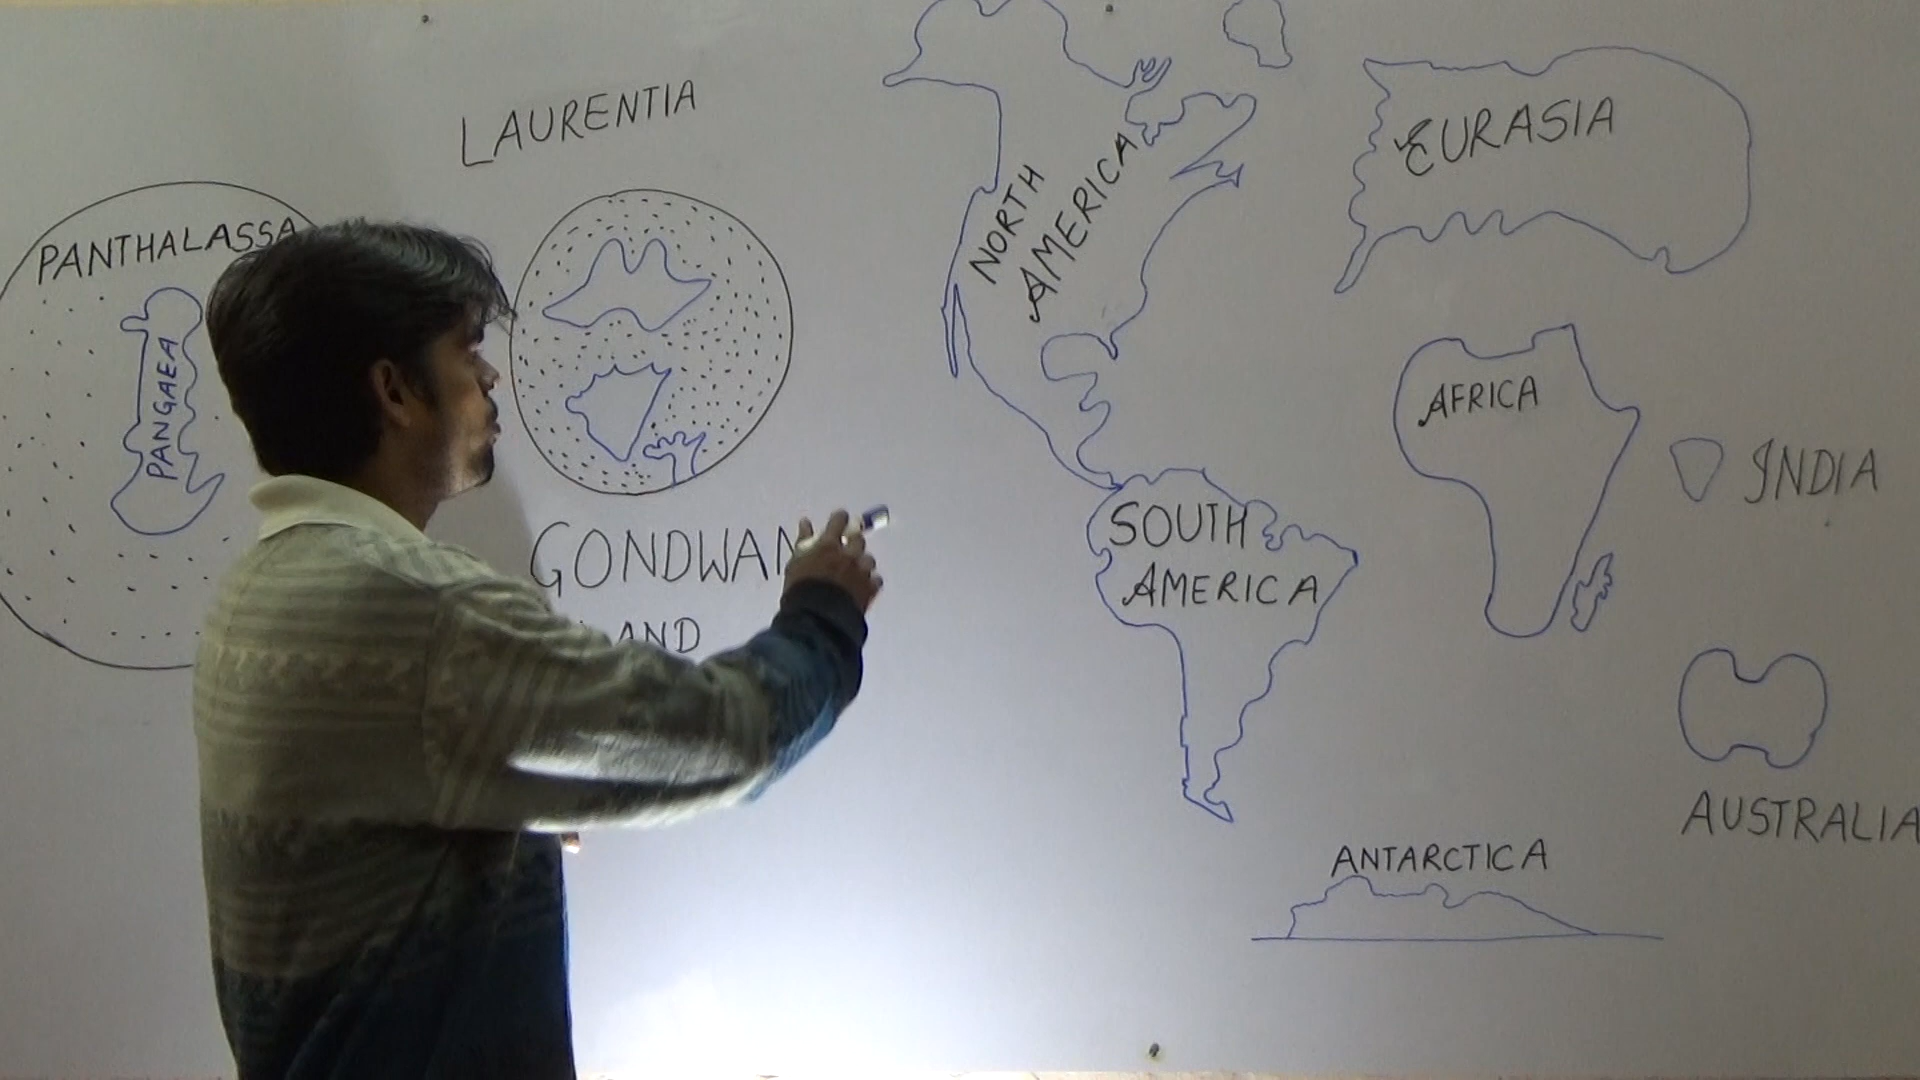 LAURENTIA
PANTHALASSA
PANGAEA
GONDWAN
AND
NORTH
AMERICA
EURASIA
AFRICA
INDIA
SOUTH
AMERICA
AUSTRALIA
ANTARCTICA